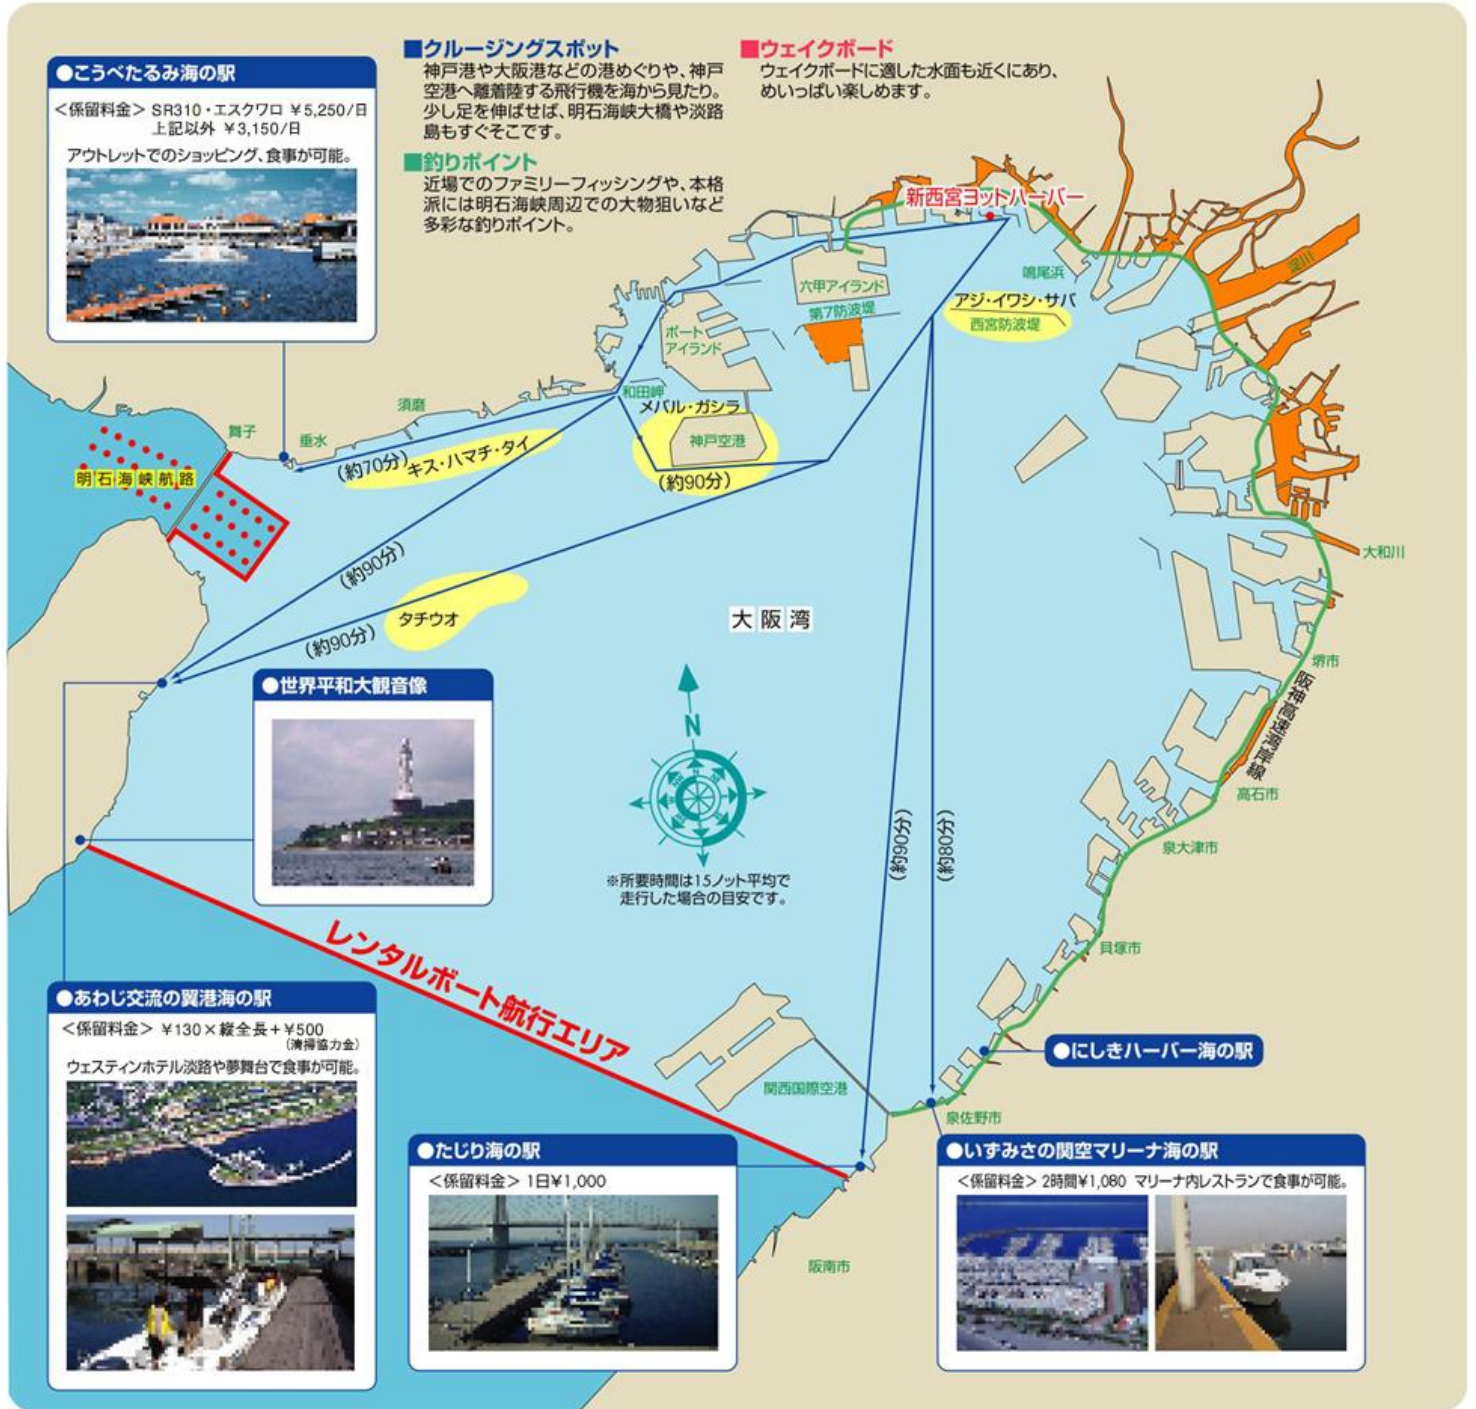 ●こうべたるみ海の駅
＜係留料金＞ SR310・エスクワロ ￥5,250/日
上記以外 ￥3,150/日
アウトレットでのショッピング、食事が可能。
■クルージングスポット
神戸港や大阪港などの港めぐりや、神戸
空港へ離着陸する飛行機を海から見たり。
少し足を伸ばせば、明石海峡大橋や淡路
島もすぐそこです。
■釣りポイント
近場でのファミリーフィッシングや、本格
派には明石海峡周辺での大物狙いなど
多彩な釣りポイント。
■ウェイクボード
ウェイクボードに適した水面も近くにあり、
めいっぱい楽しめます。
新西宮ヨットハーバー
鳴尾浜
淀川
六甲アイランド
第7防波堤
アジ・イワシ・サバ
西宮防波堤
ポート
アイランド
和田岬
メバル・ガシラ
神戸空港
(約90分)
須磨
舞子
垂水
(約70分)
キス・ハマチ・タイ
明石海峡航路
(約90分)
タチウオ
(約90分)
大阪湾
大和川
堺市
阪神高速湾岸線
高石市
泉大津市
貝塚市
●世界平和大観音像
N
※所要時間は15ノット平均で
走行した場合の目安です。
(約90分)
(約80分)
レンタルボート航行エリア
関西国際空港
●にしきハーバー海の駅
泉佐野市
●あわじ交流の翼港海の駅
＜係留料金＞ ￥130×縦全長+￥500
(清掃協力金)
ウェスティンホテル淡路や夢舞台で食事が可能。
●たじり海の駅
＜係留料金＞ 1日￥1,000
●いずみさの関空マリーナ海の駅
＜係留料金＞ 2時間￥1,080 マリーナ内レストランで食事が可能。
阪南市